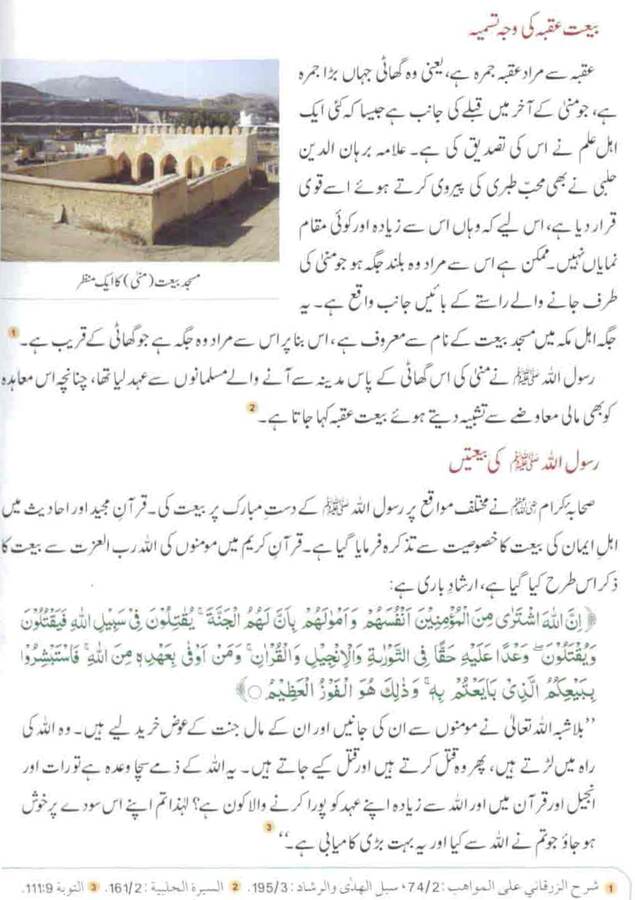 بیعت عقبہ کی وجہ تسمیہ
عقبہ سے مراد عقبہ جمرہ ہے، یعنی وہ گھاٹی جہاں بڑا جمرہ
ہے، جو منیٰ کے آخر میں قبلے کی جانب ہے جیسا کہ کئی ایک
اہل علم نے اس کی تصدیق کی ہے۔ علامہ برہان الدین
حلبی نے بھی محبّ طبری کی پیروی کرتے ہوئے اسے قوی
قرار دیا ہے، اس لیے کہ وہاں اس سے زیادہ اور کوئی مقام
نمایاں نہیں۔ ممکن ہے اس سے مراد وہ بلند جگہ ہو جو منیٰ کی
طرف جانے والے راستے کے بائیں جانب واقع ہے۔ یہ
مسجد بیعت (منیٰ) کا ایک منظر
جگہ اہل مکہ میں مسجد بیعت کے نام سے معروف ہے، اس بنا پر اس سے مراد وہ جگہ ہے جو گھاٹی کے قریب ہے۔ 1
رسول اللہ ﷺ نے منیٰ کی اس گھاٹی کے پاس مدینہ سے آنے والے مسلمانوں سے عہد لیا تھا، چنانچہ اس معاہدہ
کو بھی مالی معاوضے سے تشبیہ دیتے ہوئے بیعت عقبہ کہا جاتا ہے۔ 2
رسول اللہ ﷺ کی بیعتیں
صحابۂ کرام رضی اللہ عنہم نے مختلف مواقع پر رسول اللہ ﷺ کے دستِ مبارک پر بیعت کی۔ قرآنِ مجید اور احادیث میں
اہلِ ایمان کی بیعت کا خصوصیت سے تذکرہ فرمایا گیا ہے۔ قرآنِ کریم میں مومنوں کی اللہ رب العزت سے بیعت کا
ذکر اس طرح کیا گیا ہے، ارشادِ باری ہے:
﴿ اِنَّ اللّٰهَ اشْتَرٰى مِنَ الْمُؤْمِنِيْنَ اَنْفُسَهُمْ وَاَمْوَالَهُمْ بِاَنَّ لَهُمُ الْجَنَّةَ ۚ يُقَاتِلُوْنَ فِيْ سَبِيْلِ اللّٰهِ فَيَقْتُلُوْنَ
وَيُقْتَلُوْنَ ۖ وَعْدًا عَلَيْهِ حَقًّا فِي التَّوْرٰىةِ وَالْاِنْجِيْلِ وَالْقُرْاٰنِ ۚ وَمَنْ اَوْفٰى بِعَهْدِهٖ مِنَ اللّٰهِ ۚ فَاسْتَبْشِرُوْا
بِبَيْعِكُمُ الَّذِيْ بَايَعْتُمْ بِهٖ ۚ وَذٰلِكَ هُوَ الْفَوْزُ الْعَظِيْمُ ○ ﴾
’’بلاشبہ اللہ تعالیٰ نے مومنوں سے ان کی جانیں اور ان کے مال جنت کے عوض خرید لیے ہیں۔ وہ اللہ کی
راہ میں لڑتے ہیں، پھر وہ قتل کرتے ہیں اور قتل کیے جاتے ہیں۔ یہ اللہ کے ذمے سچا وعدہ ہے تورات اور
انجیل اور قرآن میں اور اللہ سے زیادہ اپنے عہد کو پورا کرنے والا کون ہے؟ لہٰذا تم اپنے اس سودے پر خوش
ہو جاؤ جو تم نے اللہ سے کیا اور یہ بہت بڑی کامیابی ہے۔‘‘ 3
1 شرح الزرقاني على المواهب: 74/2، سبل الهدٰی والرشاد: 195/3. 2 السيرة الحلبية: 161/2. 3 التوبة 111:9.